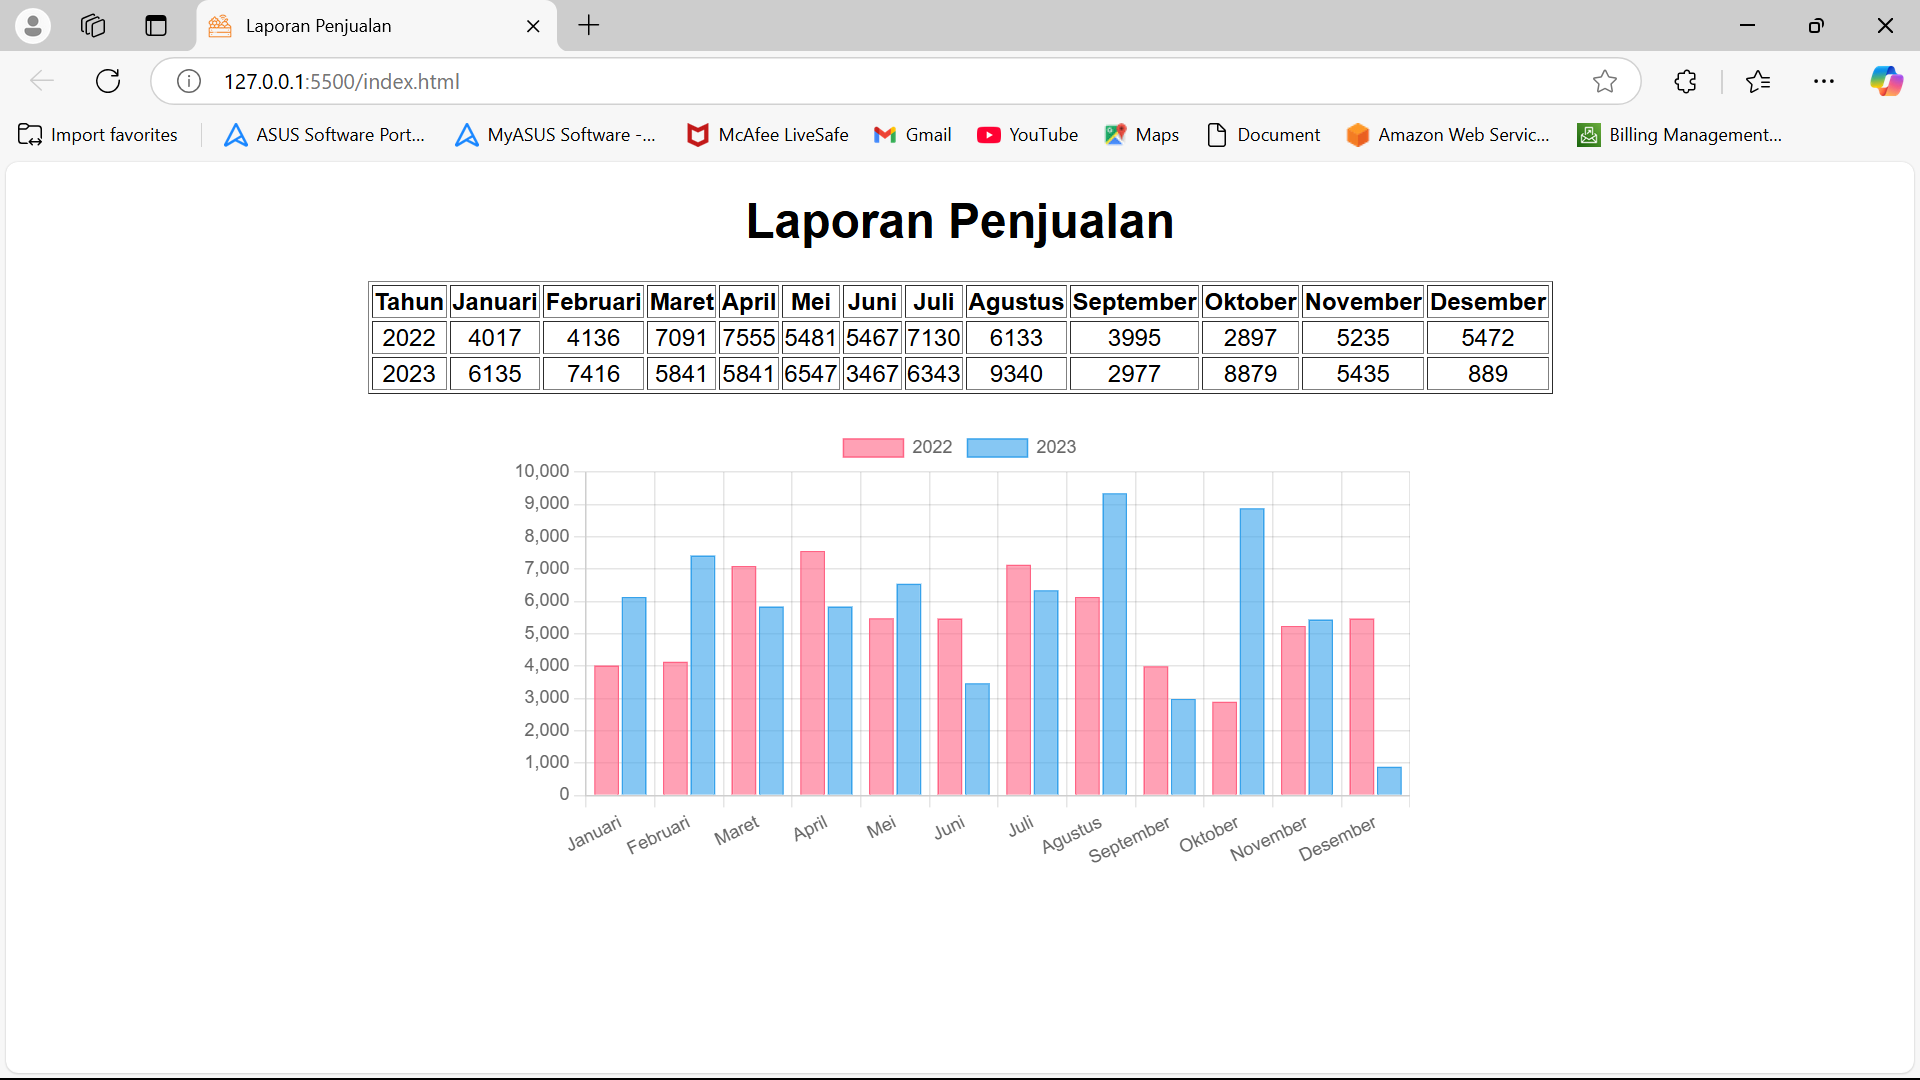 Laporan Penjualan
127.0.0.1:5500/index.html
Import favorites ASUS Software Port... MyASUS Software -... McAfee LiveSafe Gmail YouTube Maps Document Amazon Web Servic... Billing Management...
Laporan Penjualan
Tahun Januari Februari Maret April Mei Juni Juli Agustus September Oktober November Desember
2022 4017 4136 7091 7555 5481 5467 7130 6133 3995 2897 5235 5472
2023 6135 7416 5841 5841 6547 3467 6343 9340 2977 8879 5435 889
2022 2023
10,000
9,000
8,000
7,000
6,000
5,000
4,000
3,000
2,000
1,000
0
Januari Februari Maret April Mei Juni Juli Agustus September Oktober November Desember